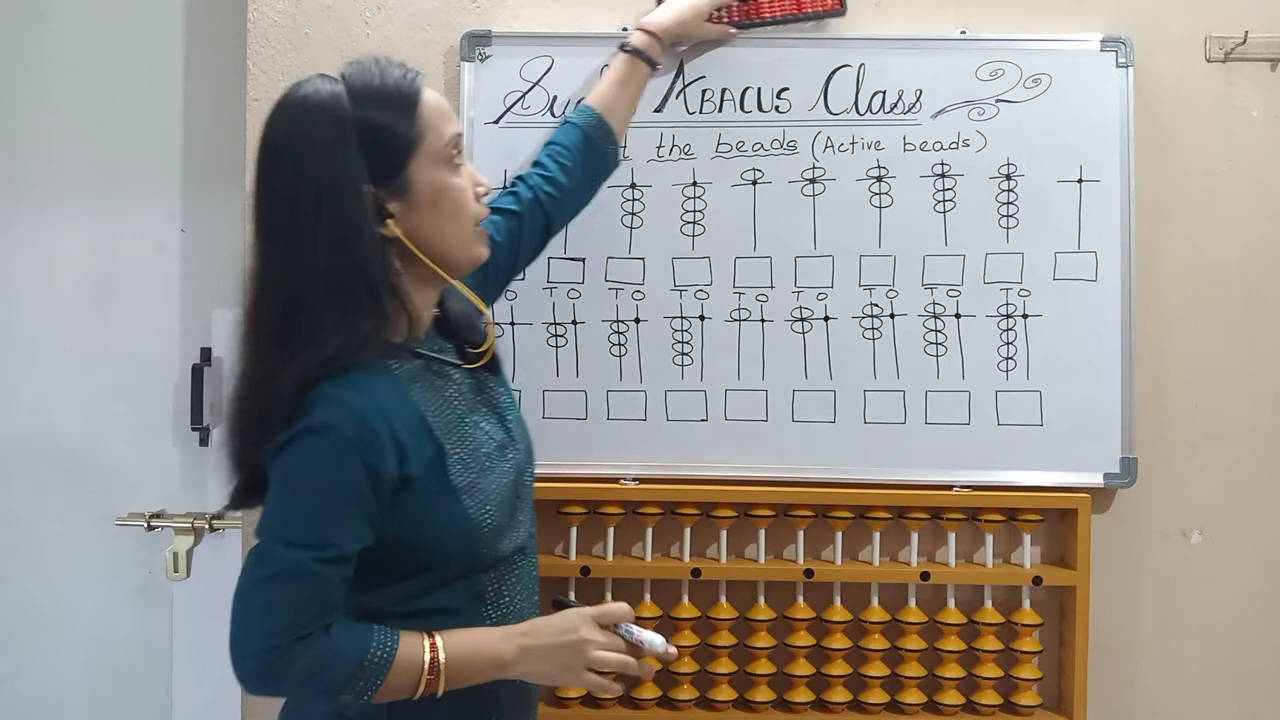 ABACUS Class
the beads (Active beads)
O T O T O T O T O T O T O T O T O